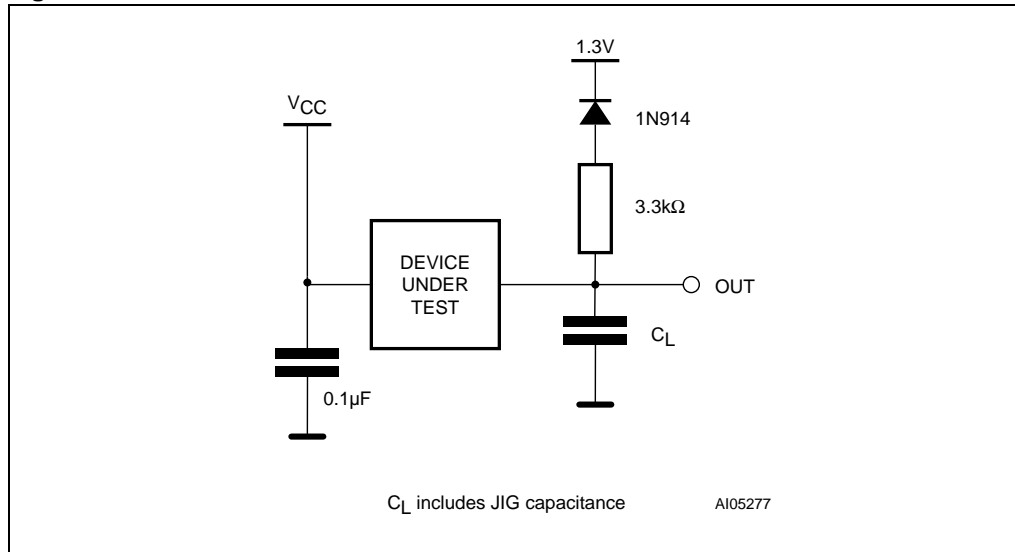 1.3V
VCC
1N914
3.3kΩ
DEVICE
UNDER
TEST
OUT
CL
0.1µF
CL includes JIG capacitance
AI05277